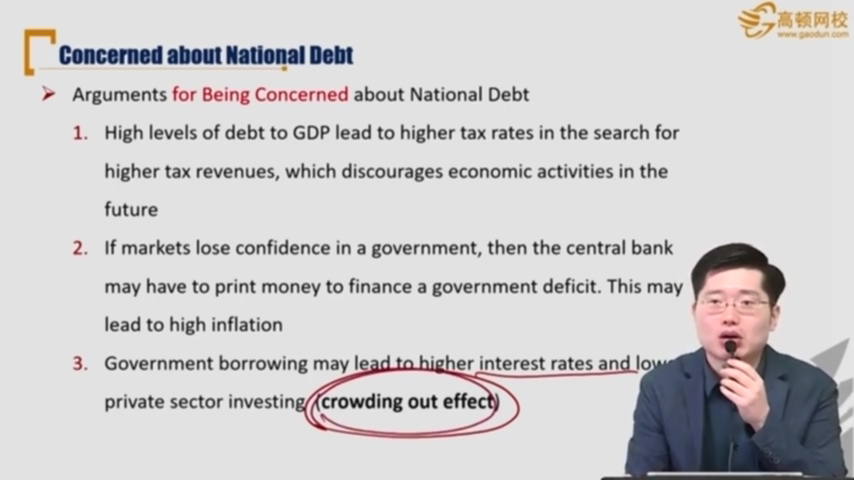 高顿网校
www.gaodun.com
Concerned about National Debt
Arguments for Being Concerned about National Debt
1. High levels of debt to GDP lead to higher tax rates in the search for
higher tax revenues, which discourages economic activities in the
future
2. If markets lose confidence in a government, then the central bank
may have to print money to finance a government deficit. This may
lead to high inflation
3. Government borrowing may lead to higher interest rates and
private sector investing (crowding out effect)